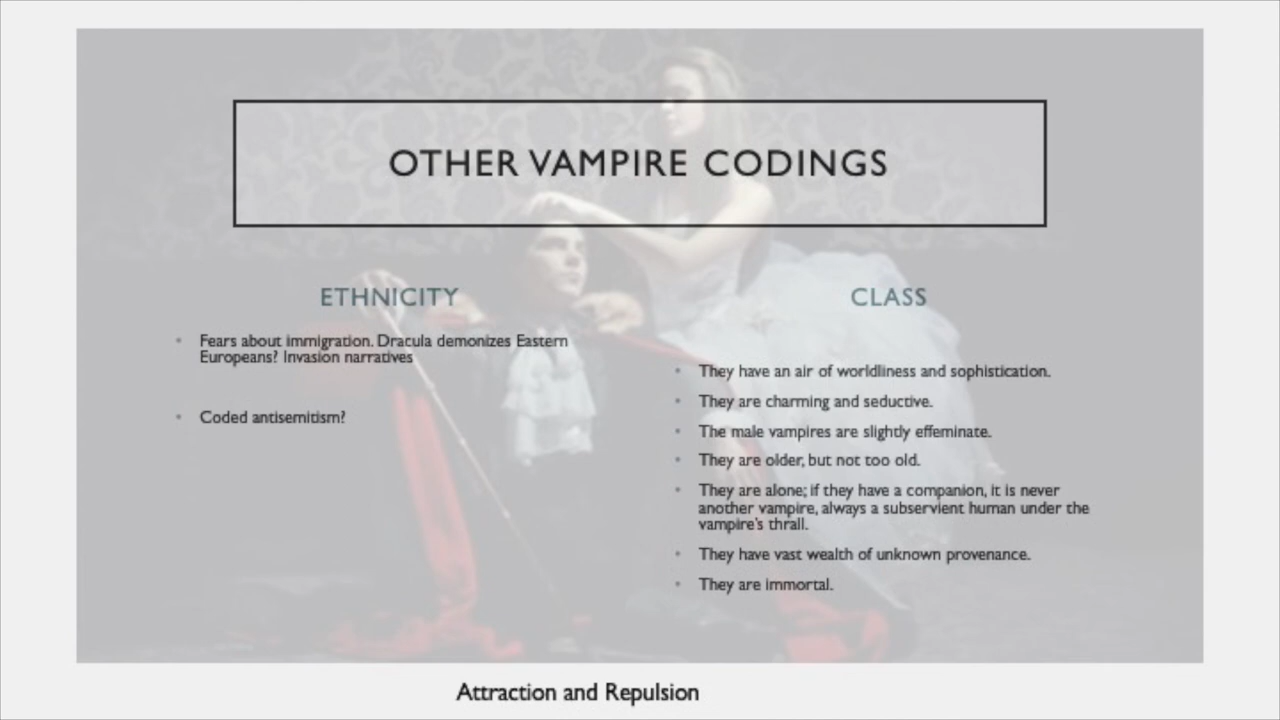 OTHER VAMPIRE CODINGS
ETHNICITY
• Fears about immigration. Dracula demonizes Eastern
Europeans? Invasion narratives
• Coded antisemitism?
CLASS
• They have an air of worldliness and sophistication.
• They are charming and seductive.
• The male vampires are slightly effeminate.
• They are older, but not too old.
• They are alone; if they have a companion, it is never
another vampire, always a subservient human under the
vampire's thrall.
• They have vast wealth of unknown provenance.
• They are immortal.
Attraction and Repulsion